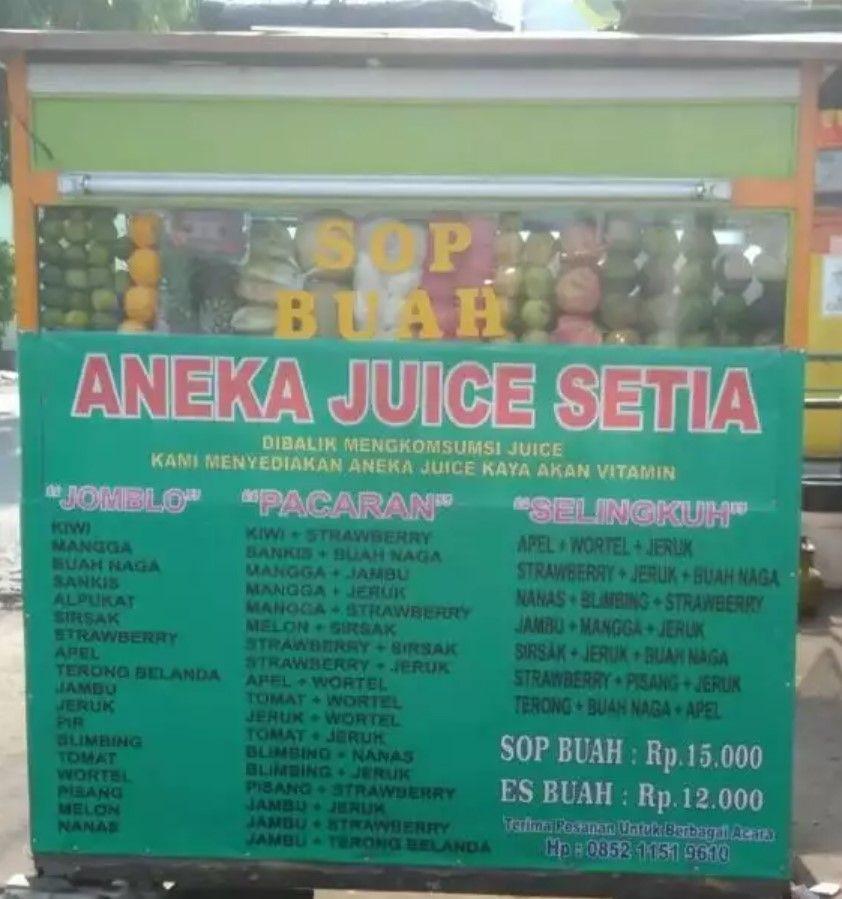 SOP
BUAH
ANEKA JUICE SETIA
DIBALIK MENGKOMSUMSI JUICE
KAMI MENYEDIAKAN ANEKA JUICE KAYA AKAN VITAMIN
"JOMBLO"
KIWI
MANGGA
BUAH NAGA
SANKIS
ALPUKAT
SIRSAK
STRAWBERRY
APEL
TERONG BELANDA
JAMBU
JERUK
PIR
BLIMBING
TOMAT
WORTEL
PISANG
MELON
NANAS
"PACARAN"
KIWI + STRAWBERRY
SANKIS + BUAH NAGA
MANGGA + JAMBU
MANGGA + JERUK
MANGGA + STRAWBERRY
MELON + SIRSAK
STRAWBERRY + SIRSAK
STRAWBERRY + JERUK
APEL + WORTEL
TOMAT + WORTEL
JERUK + WORTEL
TOMAT + JERUK
BLIMBING + NANAS
BLIMBING + JERUK
PISANG + STRAWBERRY
JAMBU + JERUK
JAMBU + STRAWBERRY
JAMBU + TERONG BELANDA
"SELINGKUH"
APEL + WORTEL + JERUK
STRAWBERRY + JERUK + BUAH NAGA
NANAS + BLIMBING + STRAWBERRY
JAMBU + MANGGA + JERUK
SIRSAK + JERUK + BUAH NAGA
STRAWBERRY + PISANG + JERUK
TERONG + BUAH NAGA + APEL
SOP BUAH : Rp.15.000
ES BUAH : Rp.12.000
Terima Pesanan Untuk Berbagai Acara
Hp : 0852 1151 9610